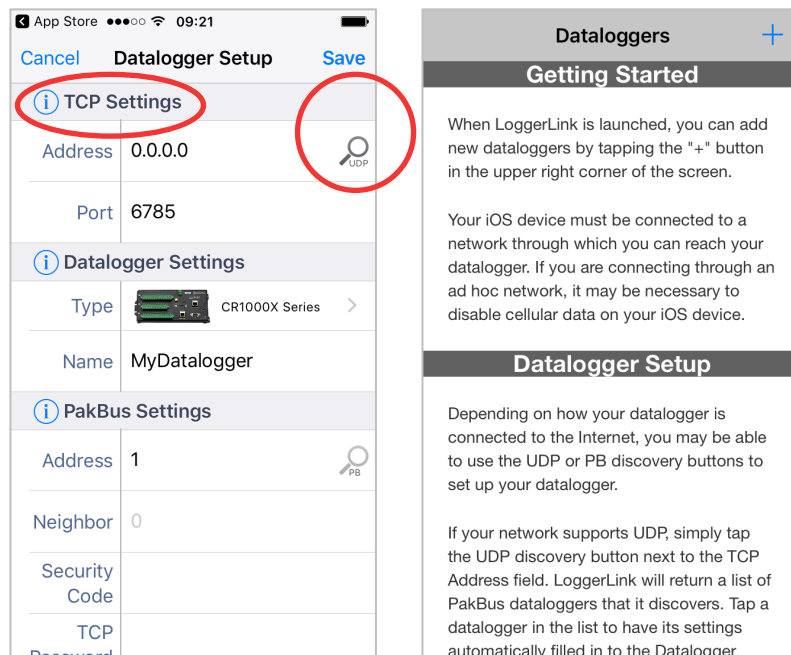 App Store 09:21
Cancel Datalogger Setup Save
i TCP Settings
Address 0.0.0.0
UDP
Port 6785
i Datalogger Settings
Type CR1000X Series
Name MyDatalogger
i PakBus Settings
Address 1
PB
Neighbor 0
Security
Code
TCP
Password
Dataloggers +
Getting Started
When LoggerLink is launched, you can add
new dataloggers by tapping the "+" button
in the upper right corner of the screen.
Your iOS device must be connected to a
network through which you can reach your
datalogger. If you are connecting through an
ad hoc network, it may be necessary to
disable cellular data on your iOS device.
Datalogger Setup
Depending on how your datalogger is
connected to the Internet, you may be able
to use the UDP or PB discovery buttons to
set up your datalogger.
If your network supports UDP, simply tap
the UDP discovery button next to the TCP
Address field. LoggerLink will return a list of
PakBus dataloggers that it discovers. Tap a
datalogger in the list to have its settings
automatically filled in to the Datalogger